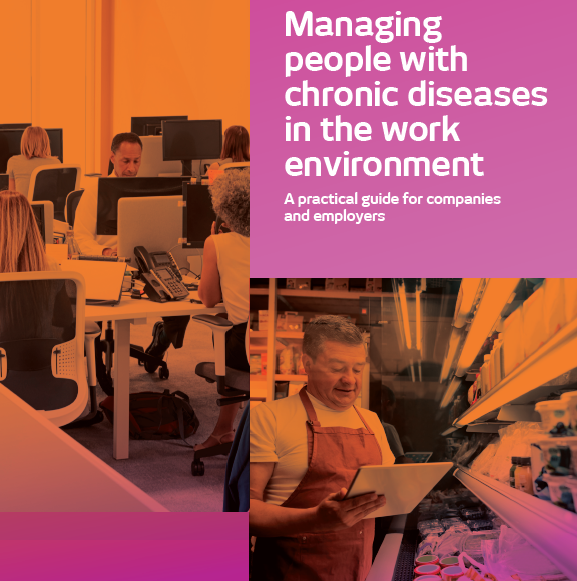 Managing
people with
chronic diseases
in the work
environment
A practical guide for companies
and employers